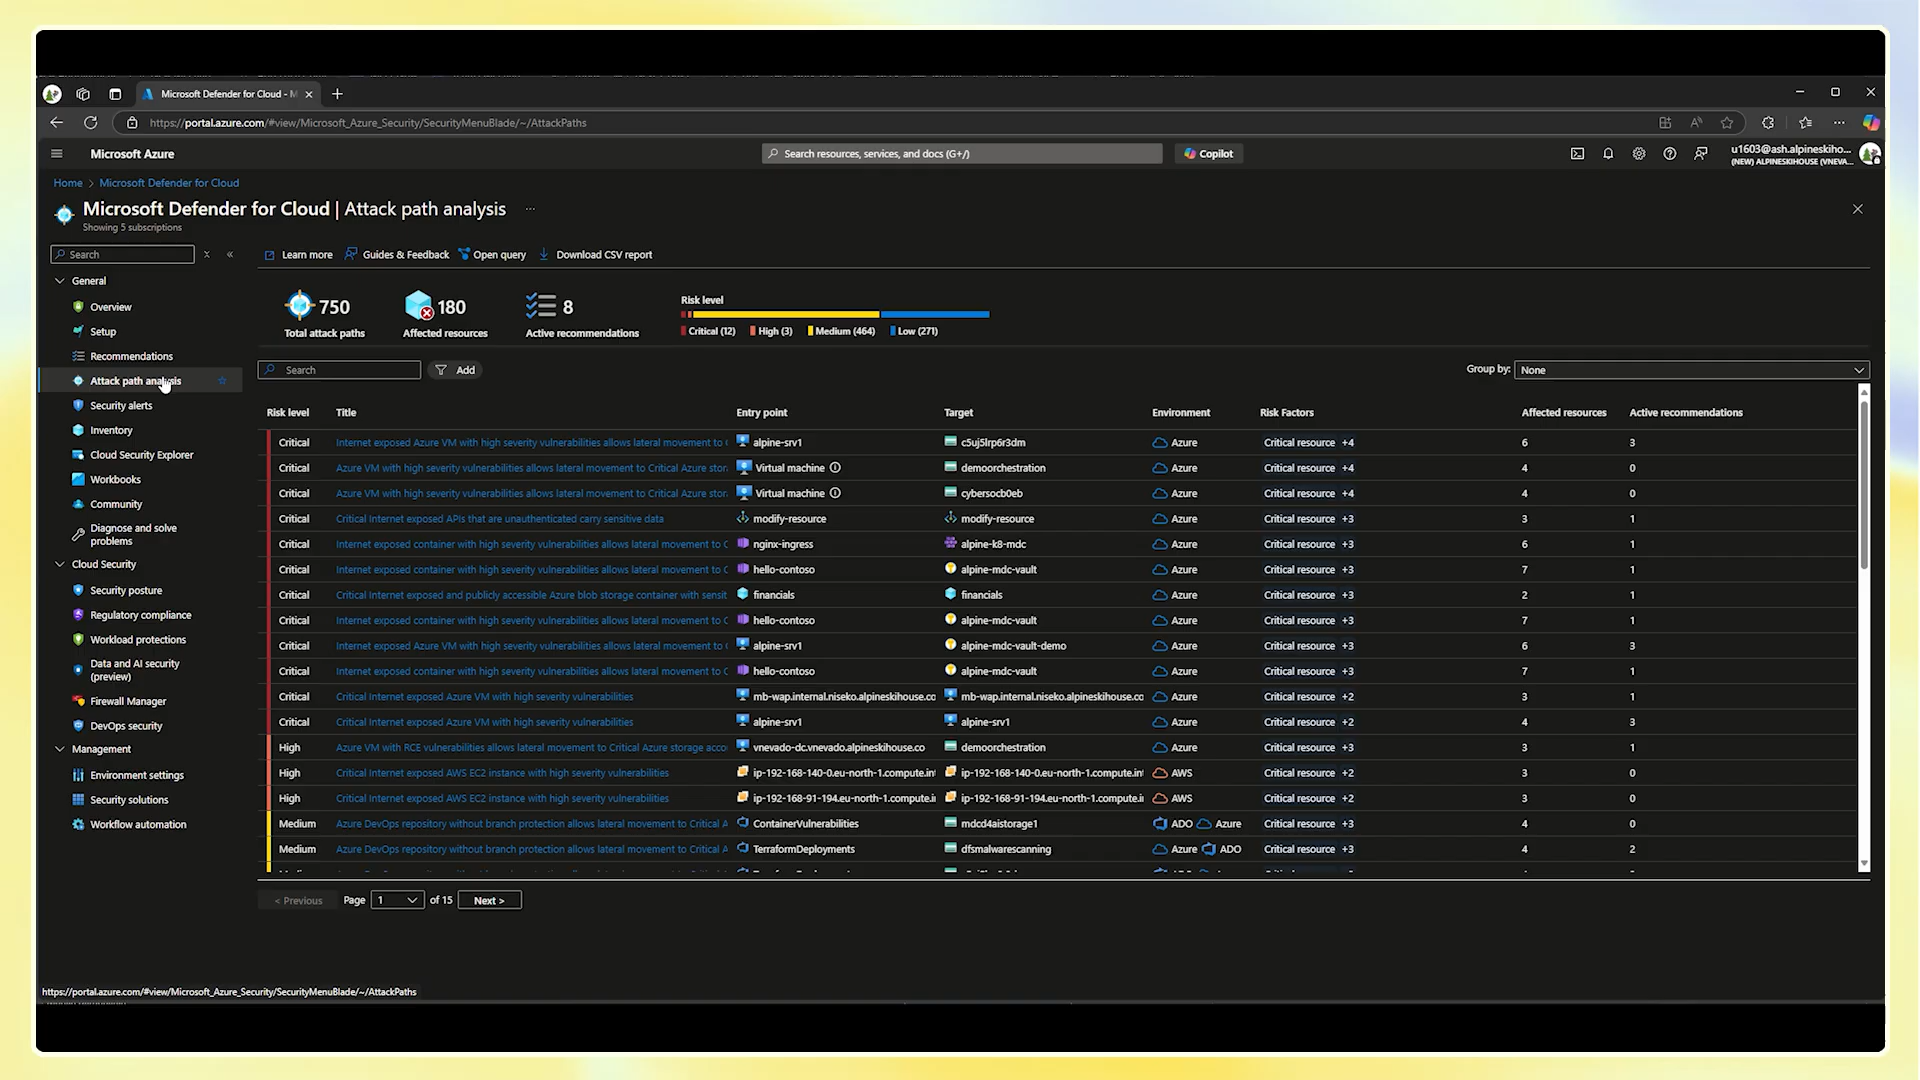 Microsoft Defender for Cloud - M
https://portal.azure.com/#view/Microsoft_Azure_Security/SecurityMenuBlade/~/AttackPaths
Microsoft Azure
Search resources, services, and docs (G+/)
Copilot
u1603@ash.alpineskiho...
(NEW) ALPINESKIHOUSE (VNEVA...
Home > Microsoft Defender for Cloud
Microsoft Defender for Cloud | Attack path analysis ...
Showing 5 subscriptions
Search
Learn more
Guides & Feedback
Open query
Download CSV report
General
Overview
Setup
Recommendations
Attack path analysis
Security alerts
Inventory
Cloud Security Explorer
Workbooks
Community
Diagnose and solve
problems
Cloud Security
Security posture
Regulatory compliance
Workload protections
Data and AI security
(preview)
Firewall Manager
DevOps security
Management
Environment settings
Security solutions
Workflow automation
750
Total attack paths
180
Affected resources
8
Active recommendations
Risk level
Critical (12) High (3) Medium (464) Low (271)
Search
Add
Group by: None
Risk level Title Entry point Target Environment Risk Factors Affected resources Active recommendations
Critical Internet exposed Azure VM with high severity vulnerabilities allows lateral movement to alpine-srv1 c5uj5lrp6r3dm Azure Critical resource +4 6 3
Critical Azure VM with high severity vulnerabilities allows lateral movement to Critical Azure stor Virtual machine demoorchestration Azure Critical resource +4 4 0
Critical Azure VM with high severity vulnerabilities allows lateral movement to Critical Azure stor Virtual machine cybersocb0eb Azure Critical resource +4 4 0
Critical Critical Internet exposed APIs that are unauthenticated carry sensitive data modify-resource modify-resource Azure Critical resource +3 3 1
Critical Internet exposed container with high severity vulnerabilities allows lateral movement to C nginx-ingress alpine-k8-mdc Azure Critical resource +3 6 1
Critical Internet exposed container with high severity vulnerabilities allows lateral movement to C hello-contoso alpine-mdc-vault Azure Critical resource +3 7 1
Critical Critical Internet exposed and publicly accessible Azure blob storage container with sensit financials financials Azure Critical resource +3 2 1
Critical Internet exposed container with high severity vulnerabilities allows lateral movement to C hello-contoso alpine-mdc-vault Azure Critical resource +3 7 1
Critical Internet exposed Azure VM with high severity vulnerabilities allows lateral movement to alpine-srv1 alpine-mdc-vault-demo Azure Critical resource +3 6 3
Critical Internet exposed container with high severity vulnerabilities allows lateral movement to C hello-contoso alpine-mdc-vault Azure Critical resource +3 7 1
Critical Critical Internet exposed Azure VM with high severity vulnerabilities mb-wap.internal.niseko.alpineskihouse.co mb-wap.internal.niseko.alpineskihouse.co Azure Critical resource +2 3 1
Critical Critical Internet exposed Azure VM with high severity vulnerabilities alpine-srv1 alpine-srv1 Azure Critical resource +2 4 3
High Azure VM with RCE vulnerabilities allows lateral movement to Critical Azure storage acco vnevado-dc.vnevado.alpineskihouse.co demoorchestration Azure Critical resource +3 3 1
High Critical Internet exposed AWS EC2 instance with high severity vulnerabilities ip-192-168-140-0.eu-north-1.compute.int ip-192-168-140-0.eu-north-1.compute.int AWS Critical resource +2 3 0
High Critical Internet exposed AWS EC2 instance with high severity vulnerabilities ip-192-168-91-194.eu-north-1.compute.i ip-192-168-91-194.eu-north-1.compute.i AWS Critical resource +2 3 0
Medium Azure DevOps repository without branch protection allows lateral movement to Critical A ContainerVulnerabilities mdcd4aistorage1 ADO Azure Critical resource +3 4 0
Medium Azure DevOps repository without branch protection allows lateral movement to Critical A TerraformDeployments dfsmalwarescanning Azure ADO Critical resource +3 4 2
< Previous Page 1 of 15 Next >
https://portal.azure.com/#view/Microsoft_Azure_Security/SecurityMenuBlade/~/AttackPaths